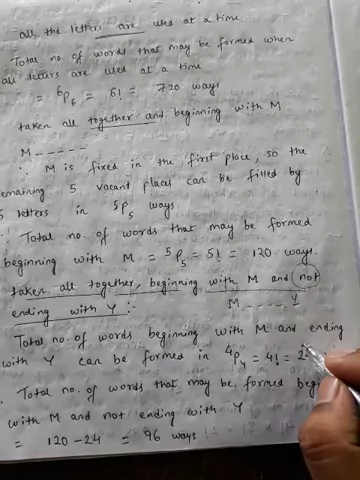 all the letters are used at a time
Total no. of words that may be formed when
all letters are used at a time
= ⁶P₆ = 6! = 720 ways
taken all together and beginning with M
M - - - - -
∵ M is fixed in the first place, so the
remaining 5 vacant places can be filled by
5 letters in ⁵P₅ ways.
∴ Total no. of words that may be formed
beginning with M = ⁵P₅ = 5! = 120 ways.
taken all together, beginning with M and not
ending with Y :- M - - - - Y
Total no. of words beginning with M and ending
with Y can be formed in ⁴P₄ = 4! = 24
∴ Total no. of words that may be formed
with M and not ending with Y
= 120 - 24 = 96 ways